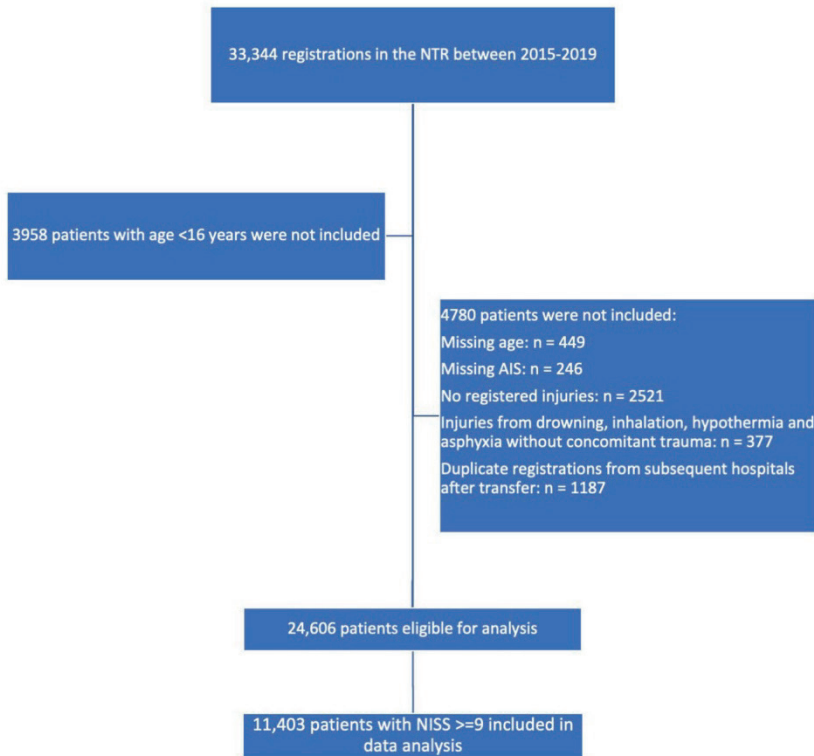 33,344 registrations in the NTR between 2015-2019
3958 patients with age <16 years were not included
4780 patients were not included:
Missing age: n = 449
Missing AIS: n = 246
No registered injuries: n = 2521
Injuries from drowning, inhalation, hypothermia and
asphyxia without concomitant trauma: n = 377
Duplicate registrations from subsequent hospitals
after transfer: n = 1187
24,606 patients eligible for analysis
11,403 patients with NISS >=9 included in
data analysis